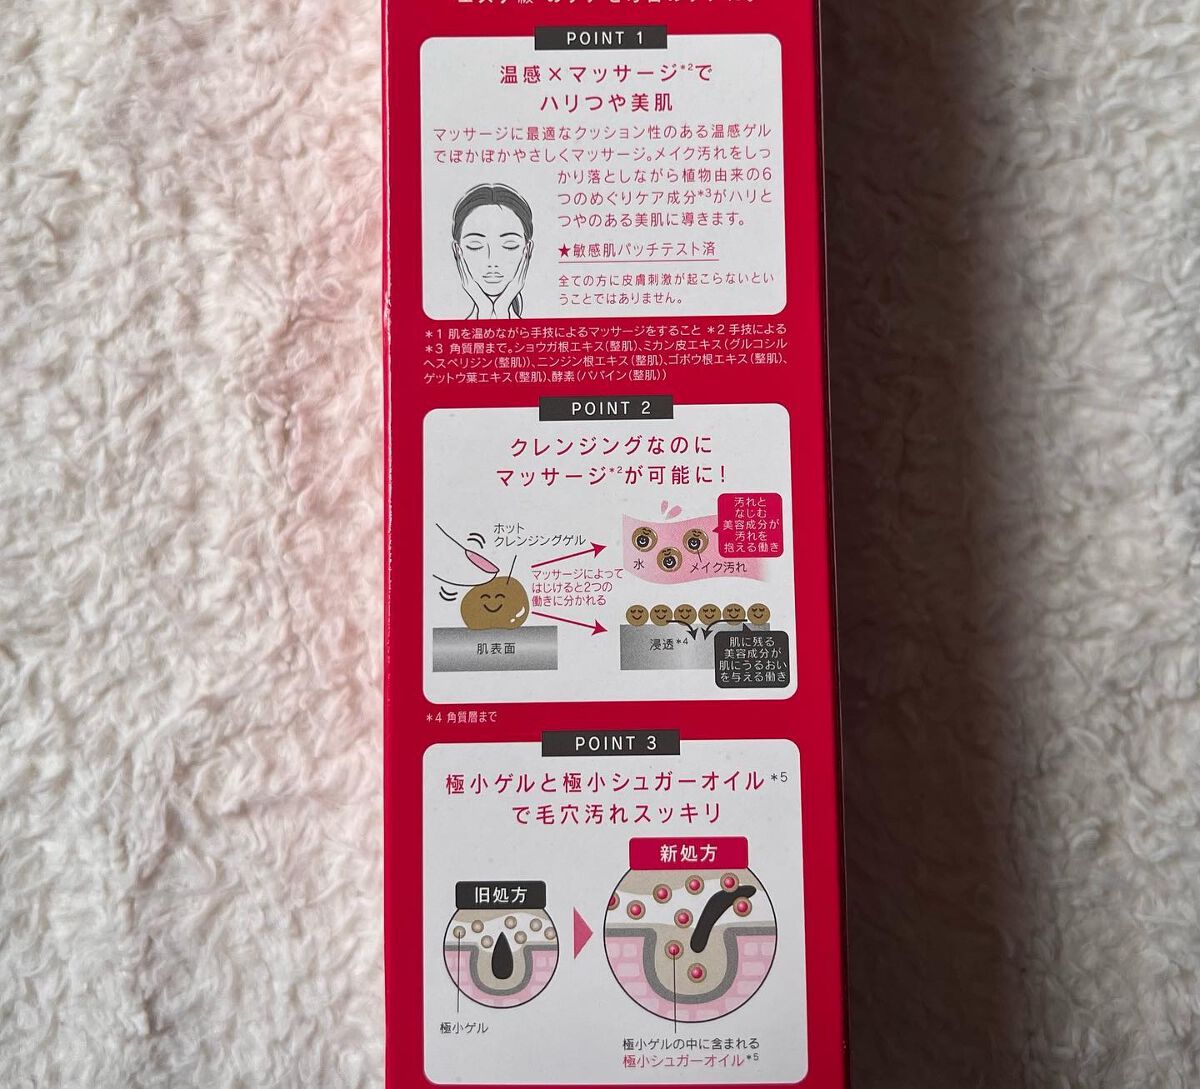 POINT 1
温感×マッサージ*2で
ハリつや美肌
マッサージに最適なクッション性のある温感ゲル
でぽかぽかやさしくマッサージ。メイク汚れをしっ
かり落としながら植物由来の6
つのめぐりケア成分*3がハリと
つやのある美肌に導きます。
★敏感肌パッチテスト済
全ての方に皮膚刺激が起こらないとい
うことではありません。
*1 肌を温めながら手技によるマッサージをすること *2 手技による
*3 角質層まで。ショウガ根エキス(整肌)、ミカン皮エキス(グルコシル
ヘスペリジン(整肌))、ニンジン根エキス(整肌)、ゴボウ根エキス(整肌)、
ゲットウ葉エキス(整肌)、酵素(パパイン(整肌))
POINT 2
クレンジングなのに
マッサージ*2が可能に!
ホット
クレンジングゲル
マッサージによって
はじけると2つの
働きに分かれる
肌表面
汚れと
なじむ
美容成分が
汚れを
抱える働き
水
メイク汚れ
浸透*4
肌に残る
美容成分が
肌にうるおい
を与える働き
*4 角質層まで
POINT 3
極小ゲルと極小シュガーオイル*5
で毛穴汚れスッキリ
旧処方
極小ゲル
新処方
極小ゲルの中に含まれる
極小シュガーオイル*5